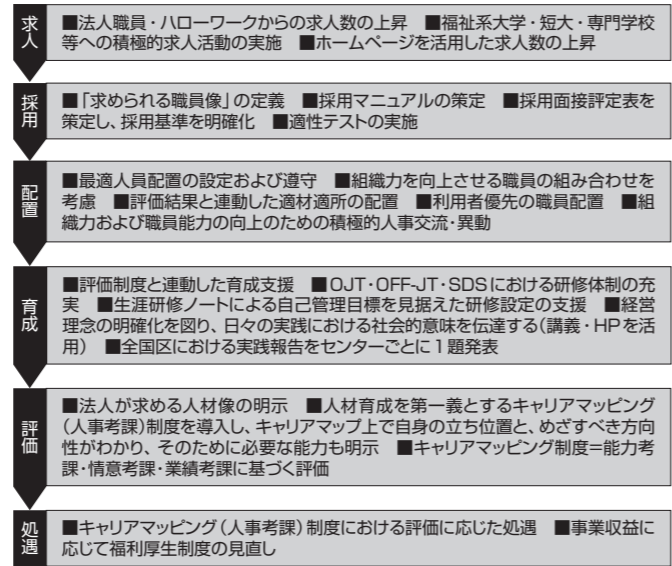 求人
■法人職員・ハローワークからの求人数の上昇　■福祉系大学・短大・専門学校
等への積極的求人活動の実施　■ホームページを活用した求人数の上昇
採用
■「求められる職員像」の定義　■採用マニュアルの策定　■採用面接評定表を
策定し、採用基準を明確化　■適性テストの実施
配置
■最適人員配置の設定および遵守　■組織力を向上させる職員の組み合わせを
考慮　■評価結果と連動した適材適所の配置　■利用者優先の職員配置　■組
織力および職員能力の向上のための積極的人事交流・異動
育成
■評価制度と連動した育成支援　■OJT・OFF-JT・SDSにおける研修体制の充
実　■生涯研修ノートによる自己管理目標を見据えた研修設定の支援　■経営
理念の明確化を図り、日々の実践における社会的意味を伝達する（講義・HPを活
用）　■全国区における実践報告をセンターごとに1題発表
評価
■法人が求める人材像の明示　■人材育成を第一義とするキャリアマッピング
（人事考課）制度を導入し、キャリアマップ上で自身の立ち位置と、めざすべき方向
性がわかり、そのために必要な能力も明示　■キャリアマッピング制度＝能力考
課・情意考課・業績考課に基づく評価
処遇
■キャリアマッピング（人事考課）制度における評価に応じた処遇　■事業収益に
応じて福利厚生制度の見直し